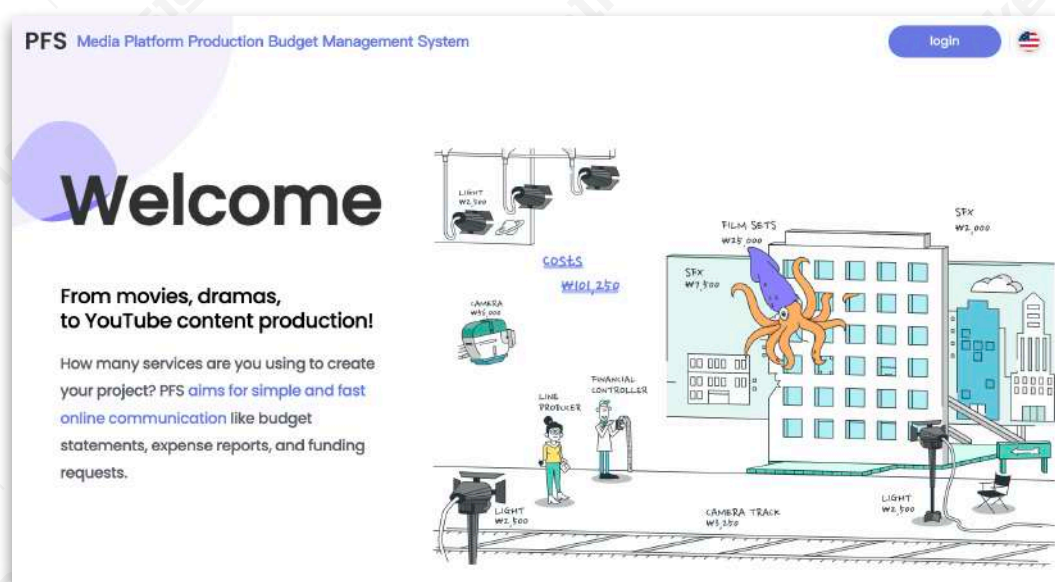 PFS Media Platform Production Budget Management System
login
Welcome
From movies, dramas,
to YouTube content production!
How many services are you using to create
your project? PFS aims for simple and fast
online communication like budget
statements, expense reports, and funding
requests.
LIGHT
₩2,500
COSTS
₩101,250
CAMERA
₩35,000
FILM SETS
₩25,000
SFX
₩2,000
SFX
₩7,500
LINE
PRODUCER
FINANCIAL
CONTROLLER
LIGHT
₩2,500
CAMERA TRACK
₩3,250
LIGHT
₩2,500